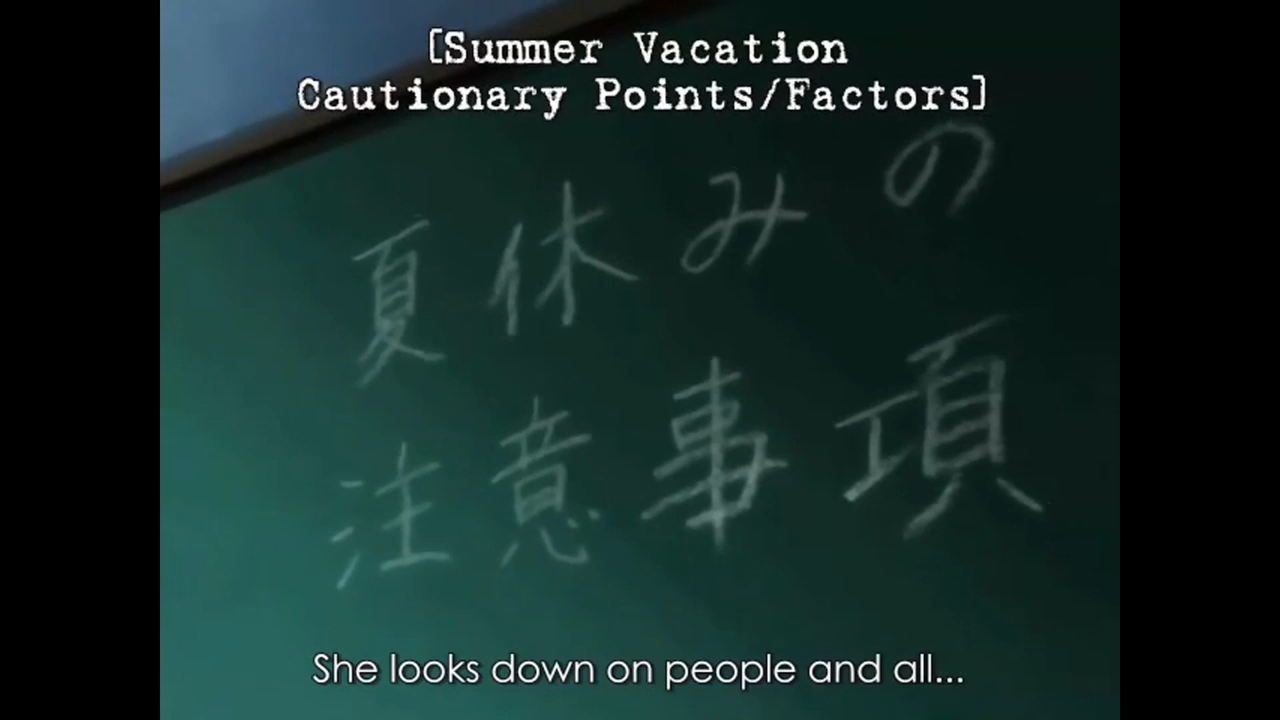 [Summer Vacation
Cautionary Points/Factors]
夏休みの
注意事項
She looks down on people and all...